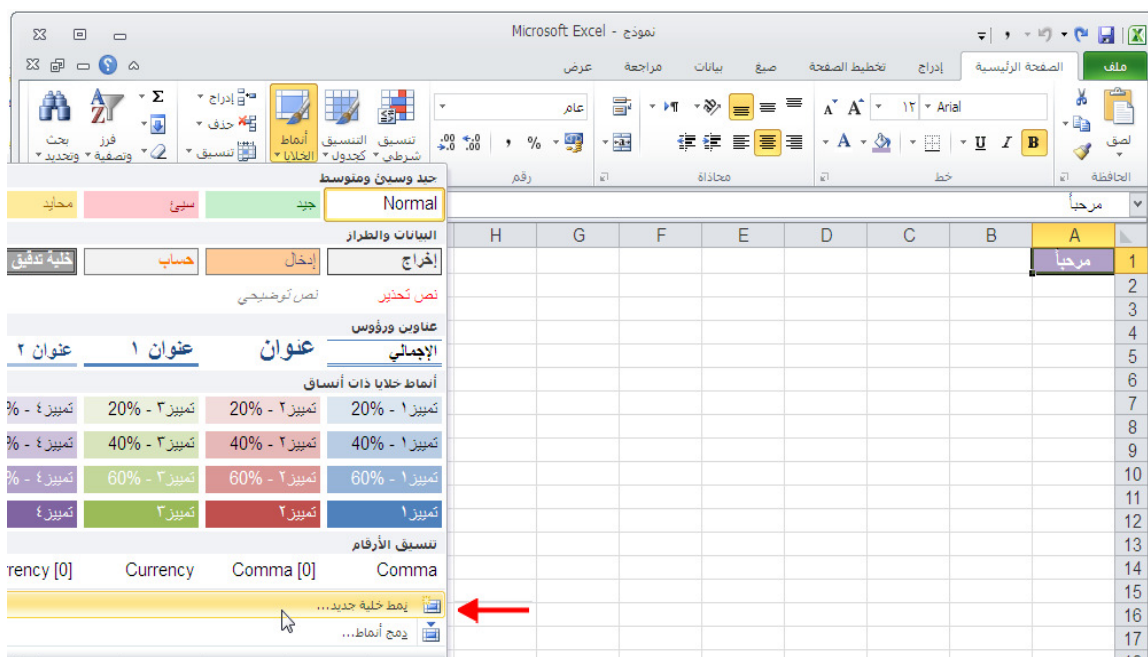 نموذج - Microsoft Excel
ملف الصفحة الرئيسية إدراج تخطيط الصفحة صيغ بيانات مراجعة عرض
لصق Arial ١٦ عام تنسيق شرطي التنسيق كجدول أنماط الخلايا إدراج حذف تنسيق فرز وتصفية بحث وتحديد
الحافظة خط محاذاة رقم
مرحباً
A B C D E F G H
مرحباً
1
2
3
4
5
6
7
8
9
10
11
12
13
14
15
16
17
جيد وسيئ ومتوسط
Normal جيد سيئ محايد
البيانات والطراز
إخراج إدخال حساب خلية تدقيق
نص تحذير نص توضيحي
عناوين ورؤوس
الإجمالي عنوان عنوان ١ عنوان ٢
أنماط خلايا ذات أنساق
تمييز١ - 20% تمييز٢ - 20% تمييز٣ - 20% تمييز٤ -
تمييز١ - 40% تمييز٢ - 40% تمييز٣ - 40% تمييز٤ -
تمييز١ - 60% تمييز٢ - 60% تمييز٣ - 60% تمييز٤ -
تمييز١ تمييز٢ تمييز٣ تمييز٤
تنسيق الأرقام
Comma Comma [0] Currency rrency [0]
نمط خلية جديد...
دمج أنماط...